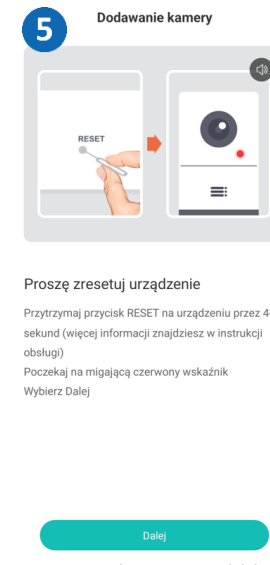 5
Dodawanie kamery
RESET
Proszę zresetuj urządzenie
Przytrzymaj przycisk RESET na urządzeniu przez 4-
sekund (więcej informacji znajdziesz w instrukcji
obsługi)
Poczekaj na migającą czerwony wskaźnik
Wybierz Dalej
Dalej